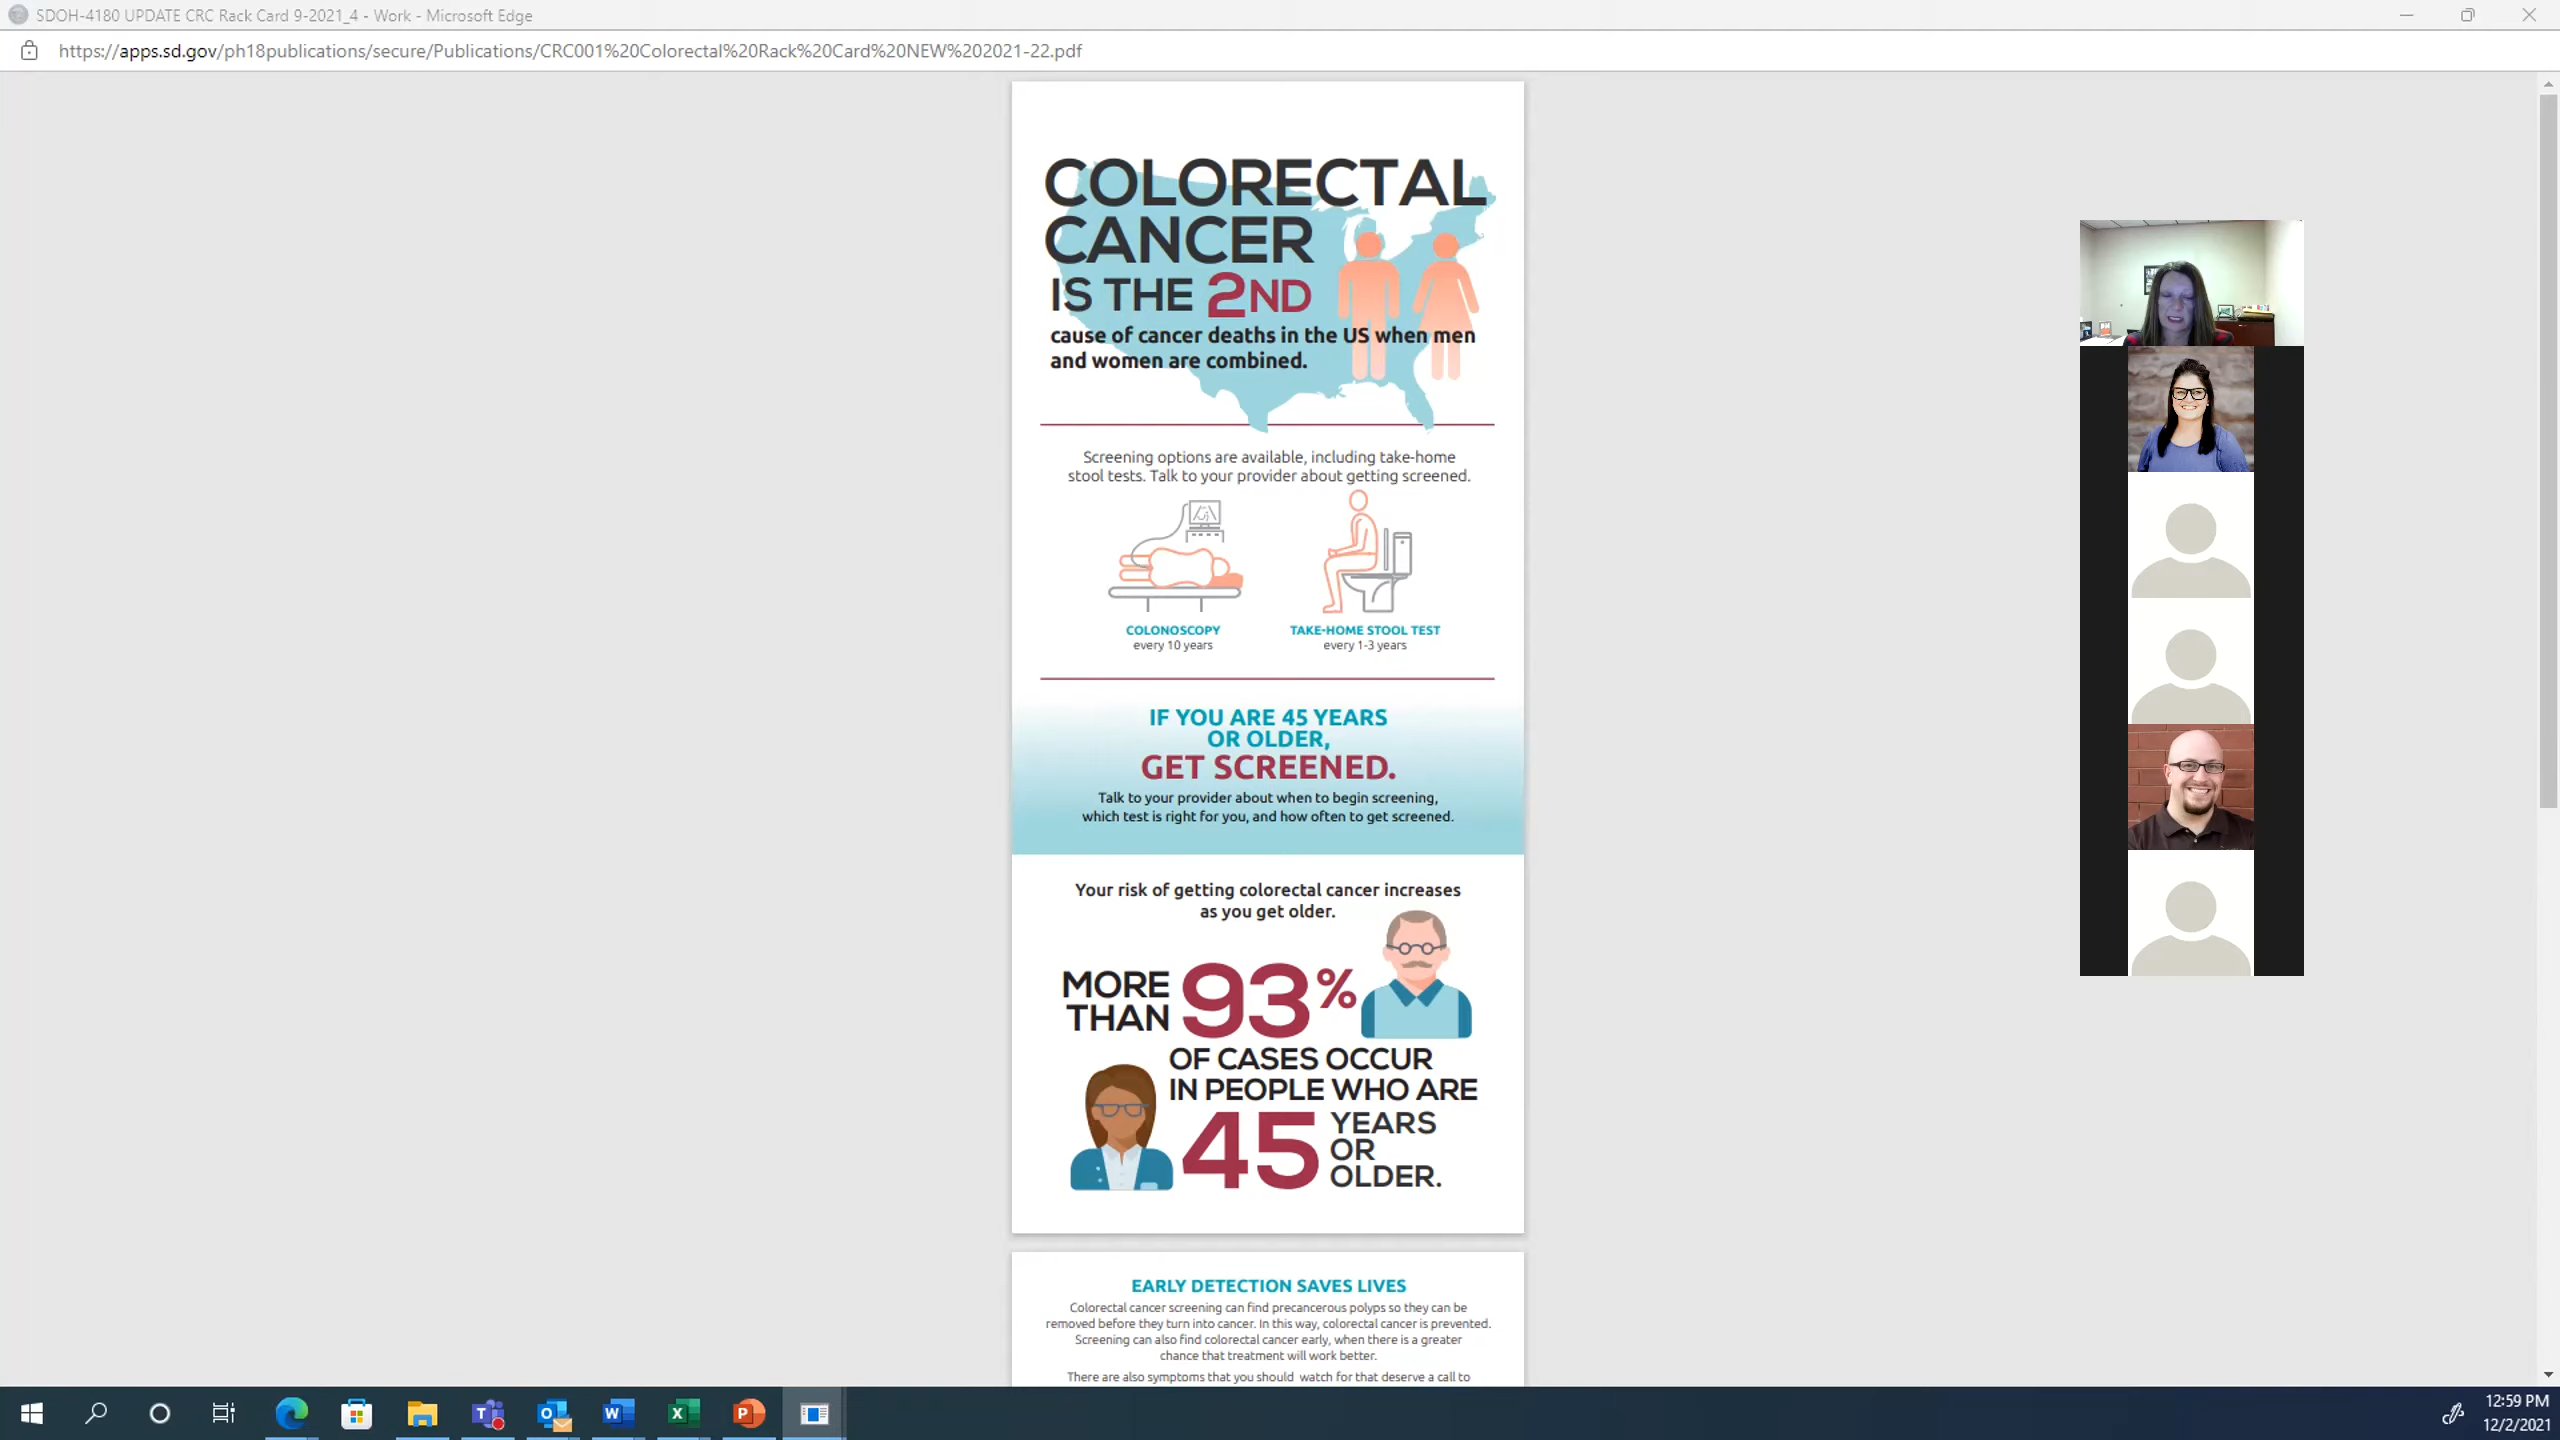 SDOH-4180 UPDATE CRC Rack Card 9-2021_4 - Work - Microsoft Edge
https://apps.sd.gov/ph18publications/secure/Publications/CRC001%20Colorectal%20Rack%20Card%20NEW%202021-22.pdf
COLORECTAL
CANCER
IS THE 2ND
cause of cancer deaths in the US when men
and women are combined.
Screening options are available, including take-home
stool tests. Talk to your provider about getting screened.
COLONOSCOPY
every 10 years
TAKE-HOME STOOL TEST
every 1-3 years
IF YOU ARE 45 YEARS
OR OLDER,
GET SCREENED.
Talk to your provider about when to begin screening,
which test is right for you, and how often to get screened.
Your risk of getting colorectal cancer increases
as you get older.
MORE
THAN 93%
OF CASES OCCUR
IN PEOPLE WHO ARE
45 YEARS
OR
OLDER.
EARLY DETECTION SAVES LIVES
Colorectal cancer screening can find precancerous polyps so they can be
removed before they turn into cancer. In this way, colorectal cancer is prevented.
Screening can also find colorectal cancer early, when there is a greater
chance that treatment will work better.
There are also symptoms that you should watch for that deserve a call to
12:59 PM
12/2/2021